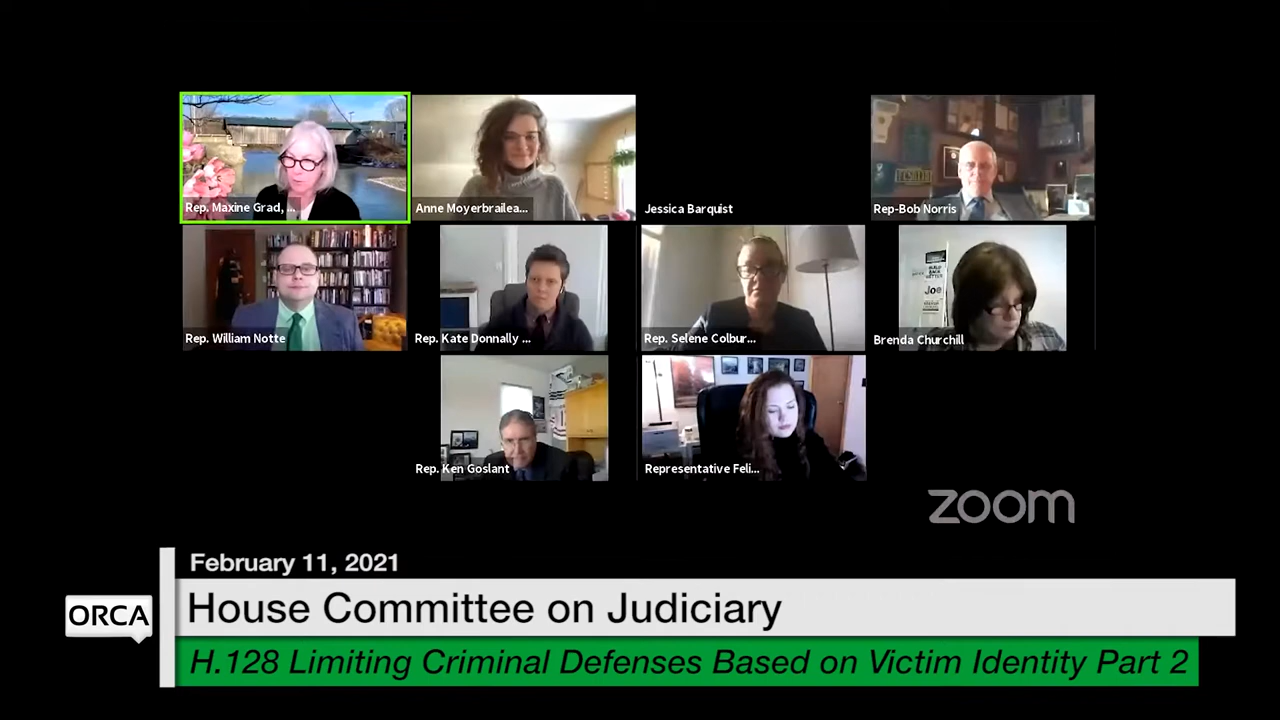 Rep. Maxine Grad, ...
Anne Moyerbrailea...
Jessica Barquist
Rep-Bob Norris
Rep. William Notte
Rep. Kate Donnally ...
Rep. Selene Colbur...
Joe
Brenda Churchill
Rep. Ken Goslant
Representative Feli...
zoom
February 11, 2021
ORCA
House Committee on Judiciary
H.128 Limiting Criminal Defenses Based on Victim Identity Part 2